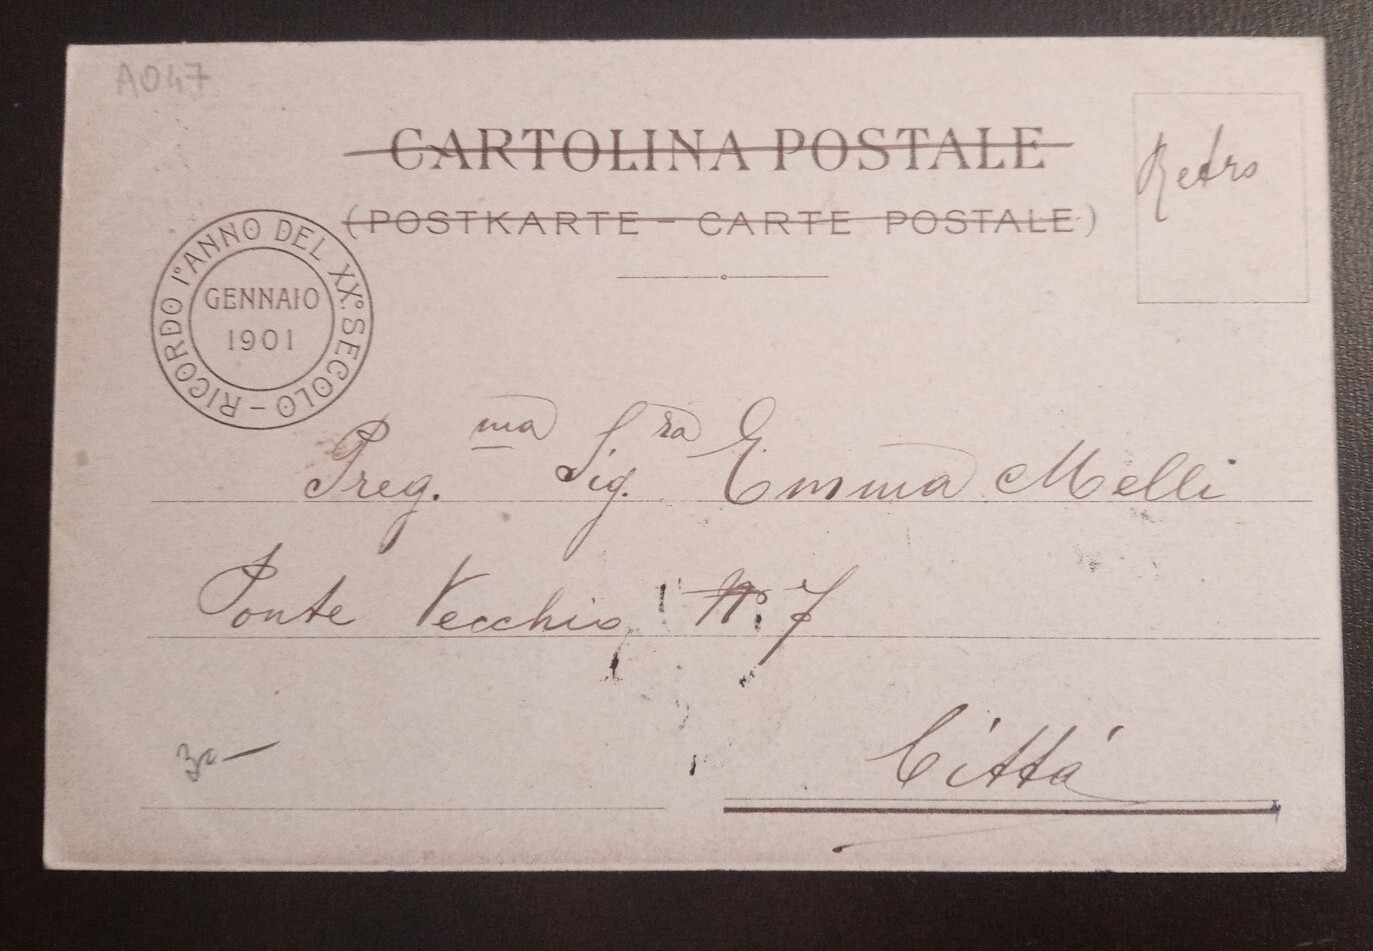 A047
CARTOLINA POSTALE
(POSTKARTE - CARTE POSTALE)
Retro
RICORDO I° ANNO DEL XX° SECOLO -
GENNAIO
1901
Preg.ma Sig.ra Emma Melli
Ponte Vecchio N. 7
Città
30-